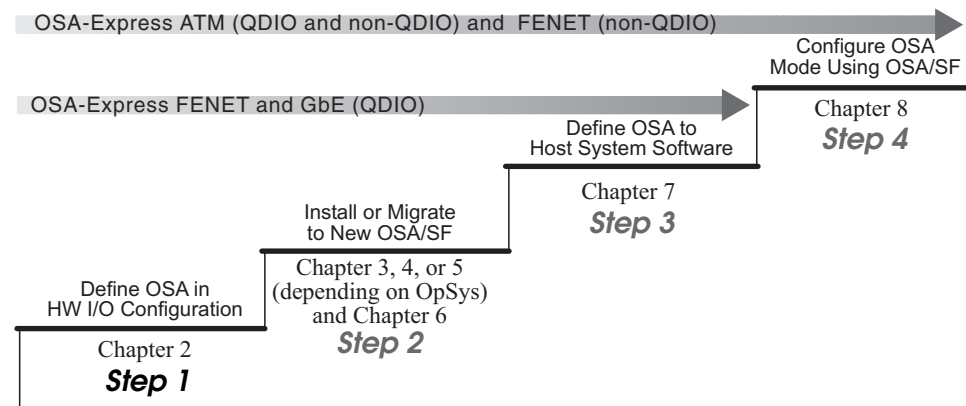 OSA-Express ATM (QDIO and non-QDIO) and FENET (non-QDIO)
Configure OSA
Mode Using OSA/SF
Chapter 8
Step 4
OSA-Express FENET and GbE (QDIO)
Define OSA to
Host System Software
Chapter 7
Step 3
Install or Migrate
to New OSA/SF
Chapter 3, 4, or 5
(depending on OpSys)
and Chapter 6
Step 2
Define OSA in
HW I/O Configuration
Chapter 2
Step 1